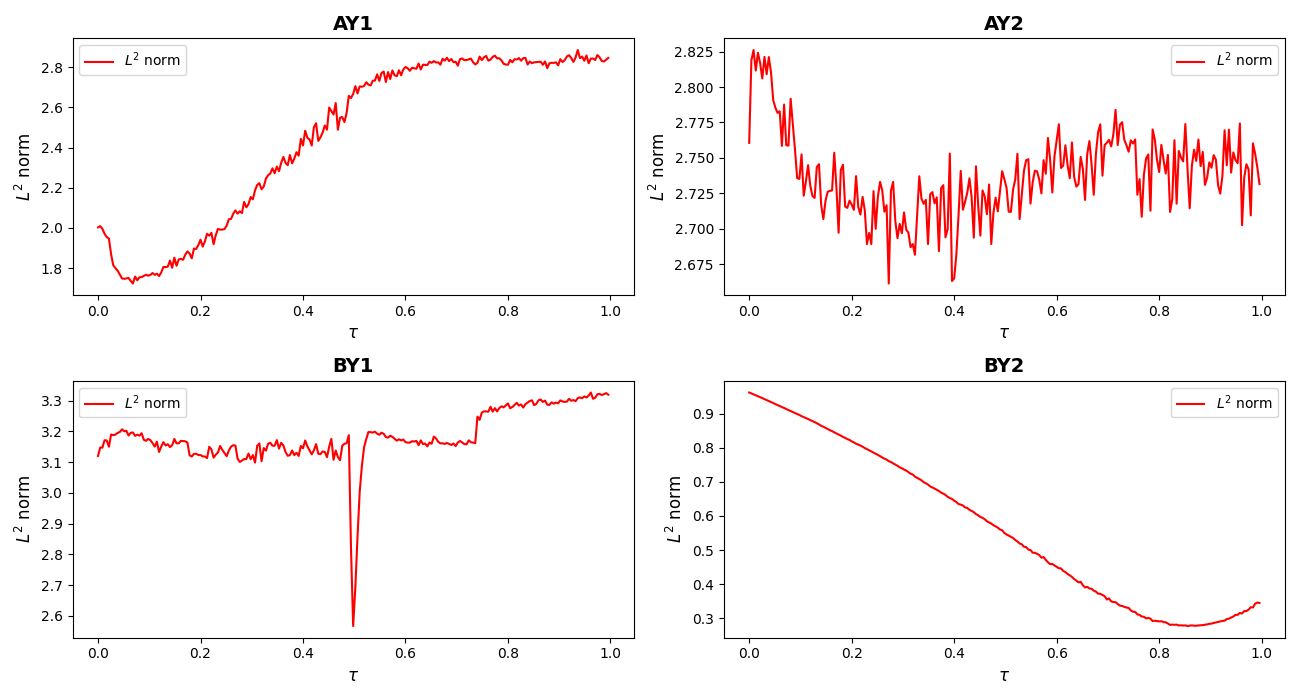 AY1
L² norm
2.8
2.6
2.4
2.2
2.0
1.8
L² norm
0.0 0.2 0.4 0.6 0.8 1.0
τ
AY2
L² norm
2.825
2.800
2.775
2.750
2.725
2.700
2.675
L² norm
0.0 0.2 0.4 0.6 0.8 1.0
τ
BY1
L² norm
3.3
3.2
3.1
3.0
2.9
2.8
2.7
2.6
L² norm
0.0 0.2 0.4 0.6 0.8 1.0
τ
BY2
L² norm
0.9
0.8
0.7
0.6
0.5
0.4
0.3
L² norm
0.0 0.2 0.4 0.6 0.8 1.0
τ